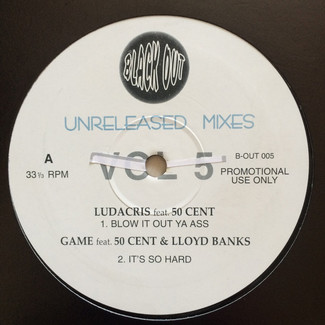 BLACK OUT
UNRELEASED MIXES
VOL 5
A
33⅓ RPM
B-OUT 005
PROMOTIONAL
USE ONLY
LUDACRIS feat. 50 CENT
1. BLOW IT OUT YA ASS
GAME feat. 50 CENT & LLOYD BANKS
2. IT'S SO HARD